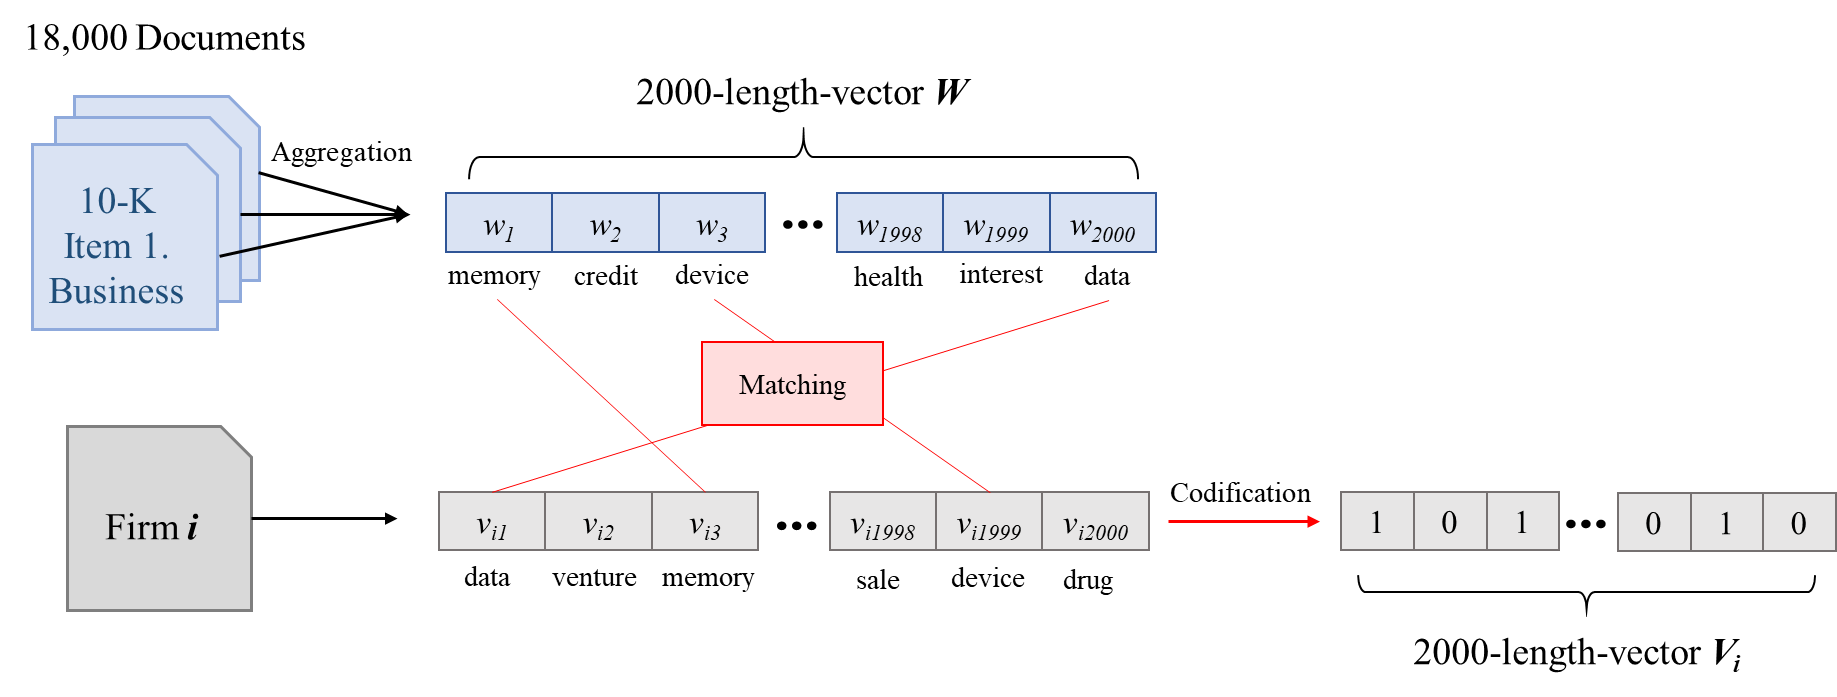 18,000 Documents
2000-length-vector W
Aggregation
10-K
Item 1.
Business
w1 w2 w3 ••• w1998 w1999 w2000
memory credit device health interest data
Matching
Firm i
vi1 vi2 vi3 ••• vi1998 vi1999 vi2000
data venture memory sale device drug
Codification
1 0 1 ••• 0 1 0
2000-length-vector Vi